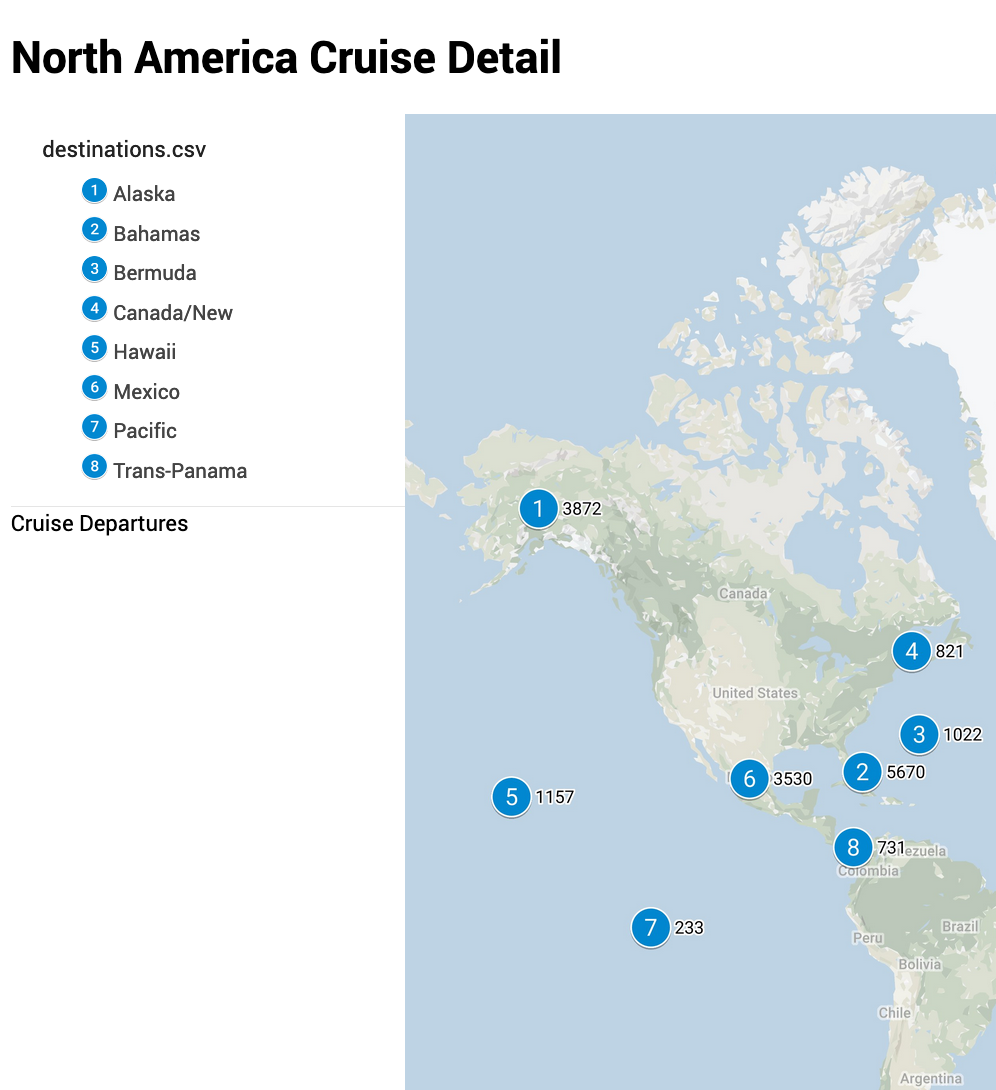 North America Cruise Detail
destinations.csv
1 Alaska
2 Bahamas
3 Bermuda
4 Canada/New
5 Hawaii
6 Mexico
7 Pacific
8 Trans-Panama
Cruise Departures
1 3872
Canada
4 821
United States
3 1022
2 5670
6 3530
5 1157
8 731 ezuela
Colombia
7 233
Brazil
Peru
Bolivia
Chile
Argentina